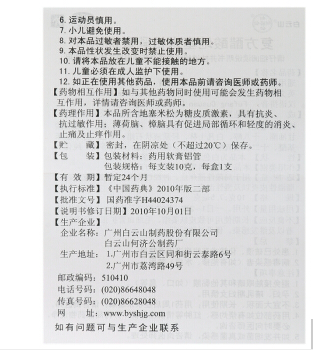 6. 运动员慎用。
7. 小儿避免使用。
8. 对本品过敏者禁用，过敏体质者慎用。
9. 本品性状发生改变时禁止使用。
10. 请将本品放在儿童不能接触的地方。
11. 儿童必须在成人监护下使用。
12. 如正在使用其他药品，使用本品前请咨询医师或药师。
【药物相互作用】如与其他药物同时使用可能会发生药物相
互作用，详情请咨询医师或药师。
【药理作用】本品所含地塞米松为糖皮质激素，具有抗炎、
抗过敏作用；薄荷脑、樟脑具有促进局部循环和轻度的消炎、
止痛及止痒作用。
【贮 藏】密封，在阴凉处（不超过20℃）保存。
【包 装】包装材料：药用软膏铝管
包装规格：每支装10克，每盒1支
【有 效 期】暂定24个月
【执行标准】《中国药典》2010年版二部
【批准文号】国药准字H44024374
【说明书修订日期】2010年10月01日
【生产企业】
企业名称：广州白云山制药股份有限公司
白云山何济公制药厂
生产地址：1.广州市白云区同和街云泰路6号
2.广州市荔湾路49号
邮政编码：510410
电话号码：(020)86648048
传真号码：(020)86628048
网 址：www.byshjg.com
如有问题可与生产企业联系